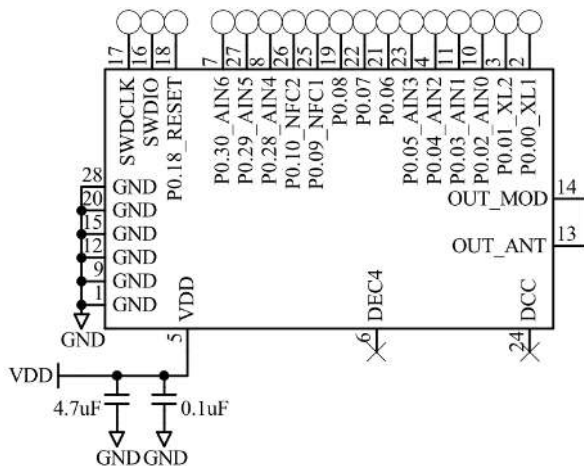 17 16 18 7 27 8 26 25 19 22 21 23 4 11 10 3 2
SWDCLK
SWDIO
P0.18_RESET
P0.30_AIN6
P0.29_AIN5
P0.28_AIN4
P0.10_NFC2
P0.09_NFC1
P0.08
P0.07
P0.06
P0.05_AIN3
P0.04_AIN2
P0.03_AIN1
P0.02_AIN0
P0.01_XL2
P0.00_XL1
28 GND
20 GND
15 GND
12 GND
9 GND
1 GND
GND
OUT_MOD 14
OUT_ANT 13
VDD
5
DEC4
6
DCC
24
VDD
4.7uF 0.1uF
GND GND